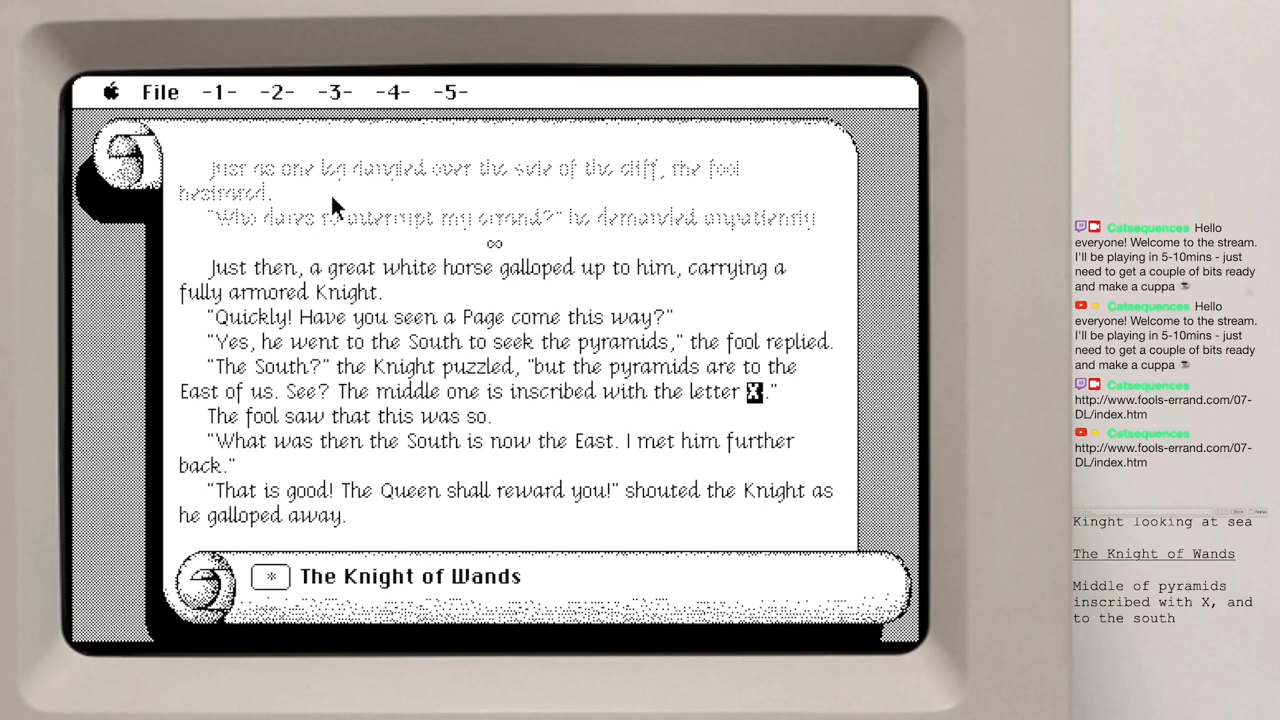 File -1- -2- -3- -4- -5-
Just as one leg dangled over the side of the cliff, the fool
hesitated.
"Who dares to interrupt my errand?" he demanded impatiently
∞
Just then, a great white horse galloped up to him, carrying a
fully armored Knight.
"Quickly! Have you seen a Page come this way?"
"Yes, he went to the South to seek the pyramids," the fool replied.
"The South?" the Knight puzzled, "but the pyramids are to the
East of us. See? The middle one is inscribed with the letter X."
The fool saw that this was so.
"What was then the South is now the East. I met him further
back."
"That is good! The Queen shall reward you!" shouted the Knight as
he galloped away.
* The Knight of Wands
Catsequences Hello
everyone! Welcome to the stream.
I'll be playing in 5-10mins - just
need to get a couple of bits ready
and make a cuppa
Catsequences Hello
everyone! Welcome to the stream.
I'll be playing in 5-10mins - just
need to get a couple of bits ready
and make a cuppa
Catsequences
http://www.fools-errand.com/07-
DL/index.htm
Catsequences
http://www.fools-errand.com/07-
DL/index.htm
Kinght looking at sea
The Knight of Wands
Middle of pyramids
inscribed with X, and
to the south